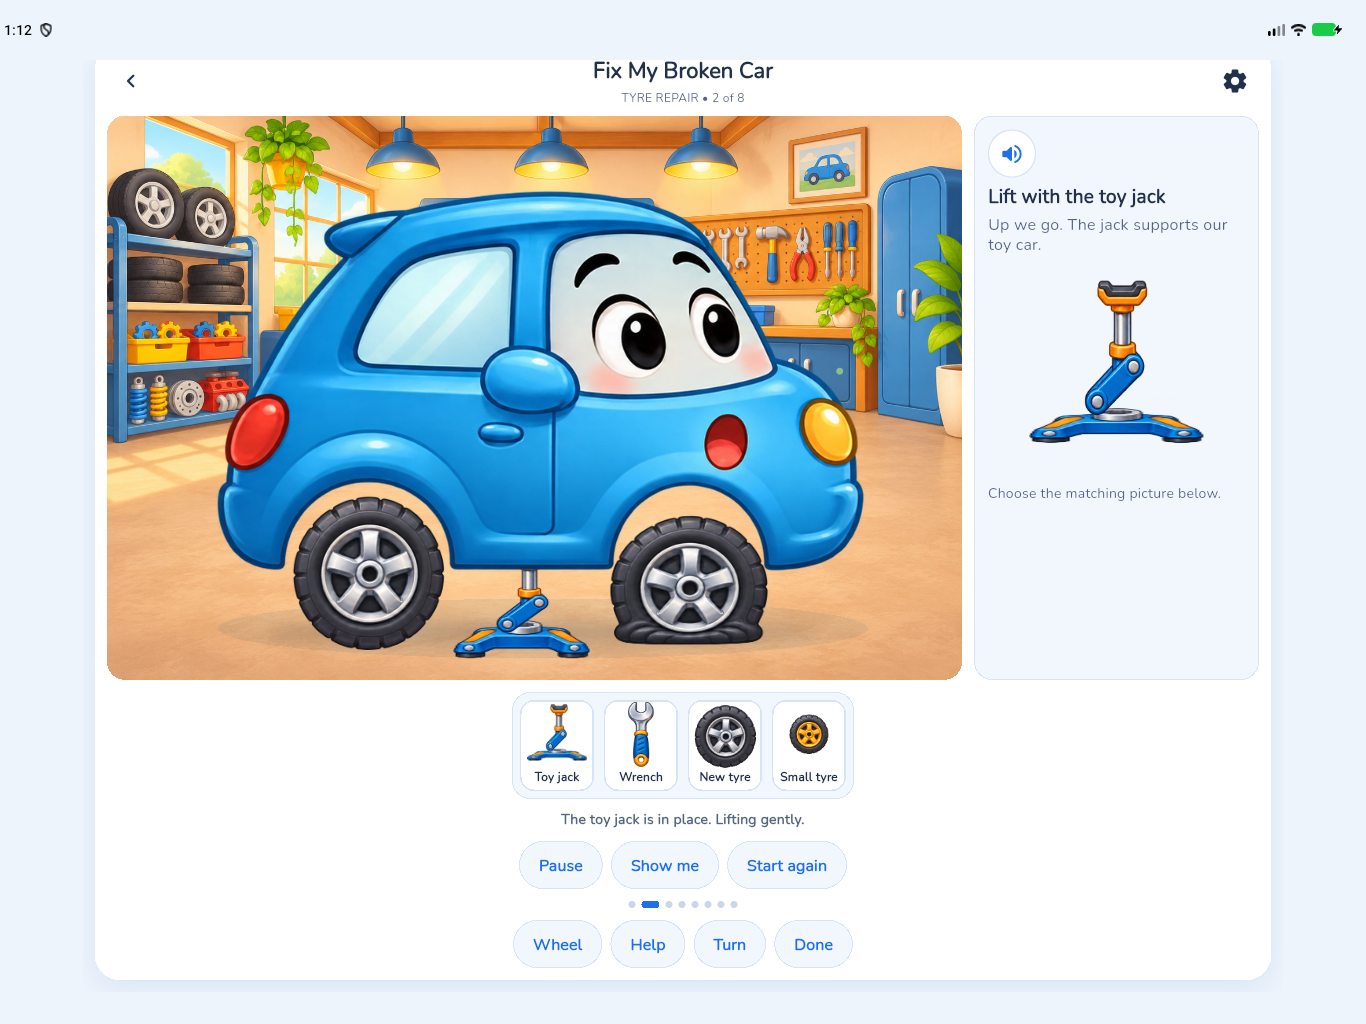 1:12
Fix My Broken Car
TYRE REPAIR • 2 of 8
Lift with the toy jack
Up we go. The jack supports our
toy car.
Choose the matching picture below.
Toy jack
Wrench
New tyre
Small tyre
The toy jack is in place. Lifting gently.
Pause
Show me
Start again
Wheel
Help
Turn
Done